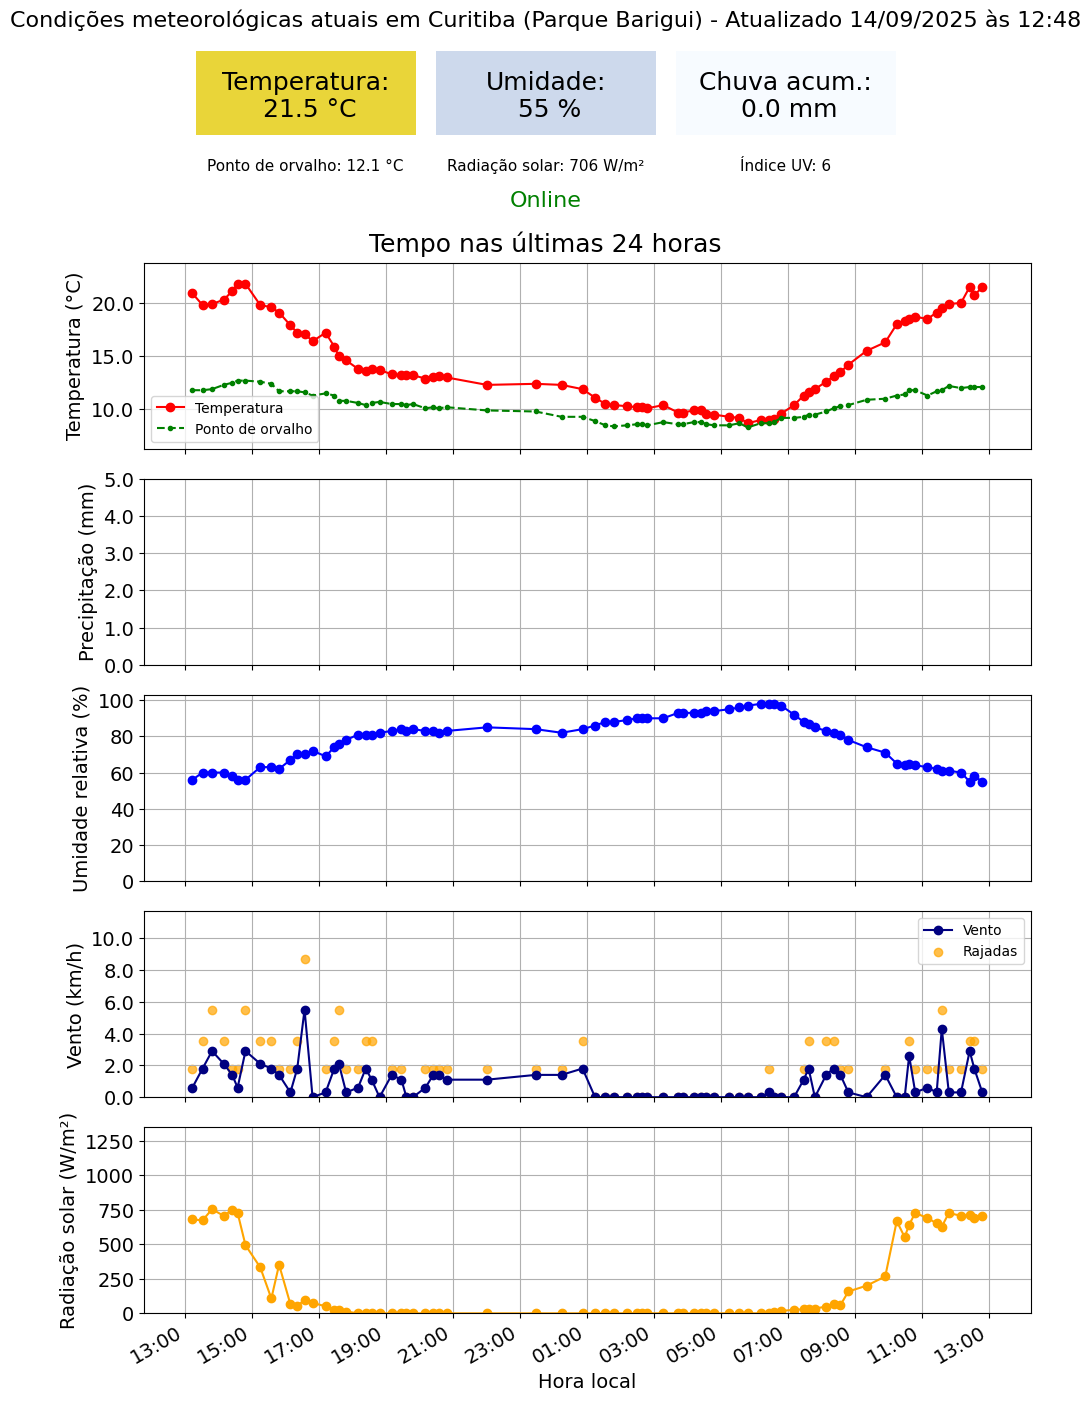 Condições meteorológicas atuais em Curitiba (Parque Barigui) - Atualizado 14/09/2025 às 12:48
Temperatura:
21.5 °C
Umidade:
55 %
Chuva acum.:
0.0 mm
Ponto de orvalho: 12.1 °C
Radiação solar: 706 W/m²
Índice UV: 6
Online
Tempo nas últimas 24 horas
Temperatura (°C)
20.0
15.0
10.0
Temperatura
Ponto de orvalho
Precipitação (mm)
5.0
4.0
3.0
2.0
1.0
0.0
Umidade relativa (%)
100
80
60
40
20
0
Vento (km/h)
10.0
8.0
6.0
4.0
2.0
0.0
Vento
Rajadas
Radiação solar (W/m²)
1250
1000
750
500
250
0
13:00
15:00
17:00
19:00
21:00
23:00
01:00
03:00
05:00
07:00
09:00
11:00
13:00
Hora local